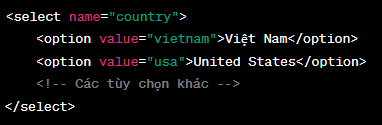 <select name="country">
    <option value="vietnam">Việt Nam</option>
    <option value="usa">United States</option>
    <!-- Các tùy chọn khác -->
</select>